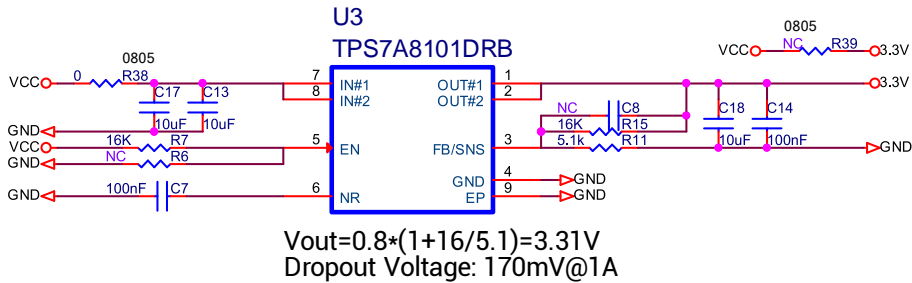 U3
TPS7A8101DRB
0805
VCC NC R39 3.3V
0805
VCC 0 R38 7 IN#1 OUT#1 1 3.3V
8 IN#2 OUT#2 2
C17 C13 NC C8 C18 C14
10uF 10uF 16K R15 10uF 100nF
GND
VCC 16K R7 5 EN FB/SNS 3 5.1k R11 GND
GND NC R6
GND 4 GND
GND 100nF C7 6 NR EP 9 GND
Vout=0.8*(1+16/5.1)=3.31V
Dropout Voltage: 170mV@1A